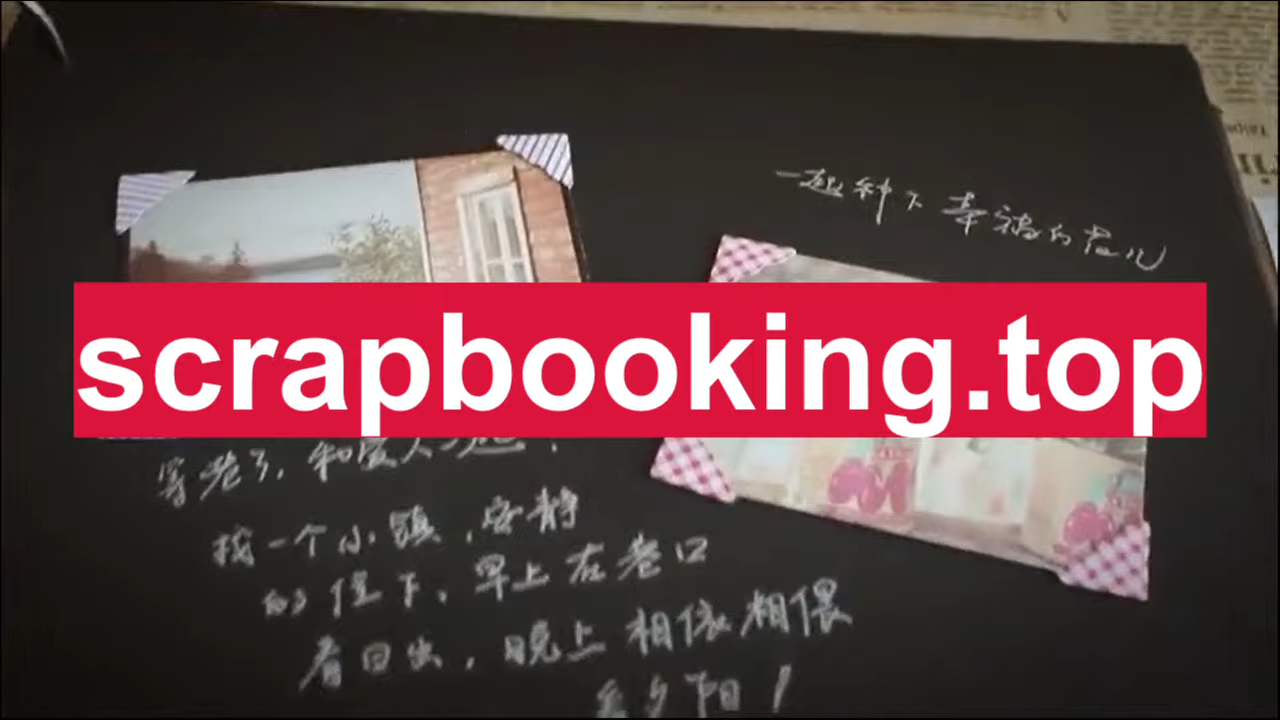 一起种下幸福的花儿
scrapbooking.top
等老了，和爱人一起，
找一个小镇，安静
的住下，早上在巷口
看日出，晚上相依相偎
看夕阳！